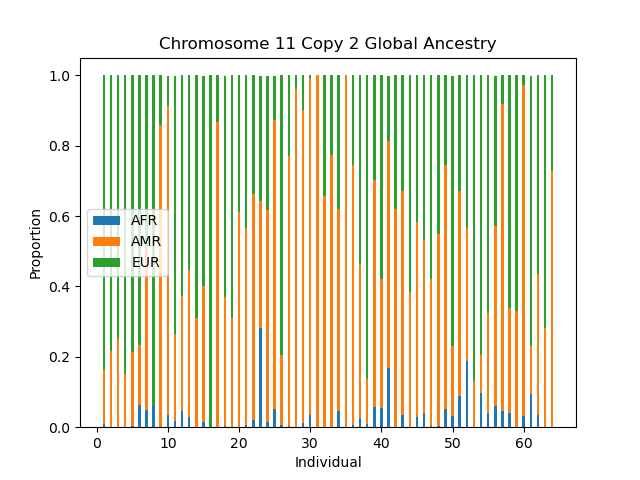 Chromosome 11 Copy 2 Global Ancestry
1.0
0.8
0.6
0.4
0.2
0.0
Proportion
AFR
AMR
EUR
0 10 20 30 40 50 60
Individual